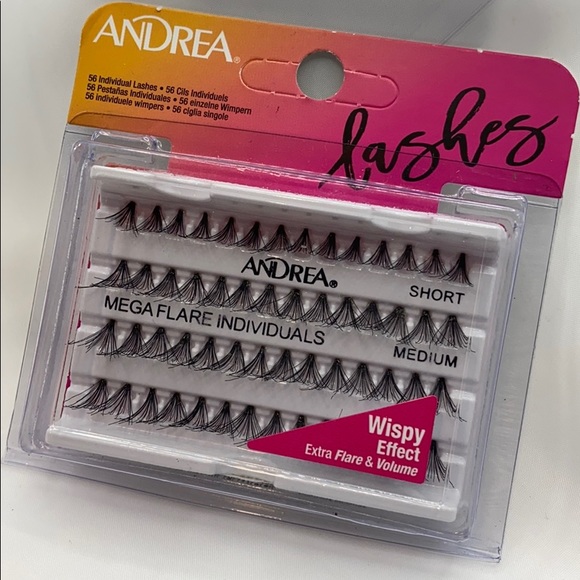 ANDREA®
56 Individual Lashes • 56 Cils Individuels
56 Pestañas Individuales • 56 einzelne Wimpern
56 individuele wimpers • 56 ciglia singole
lashes
ANDREA®
SHORT
MEGA FLARE INDIVIDUALS
MEDIUM
Wispy
Effect
Extra Flare & Volume